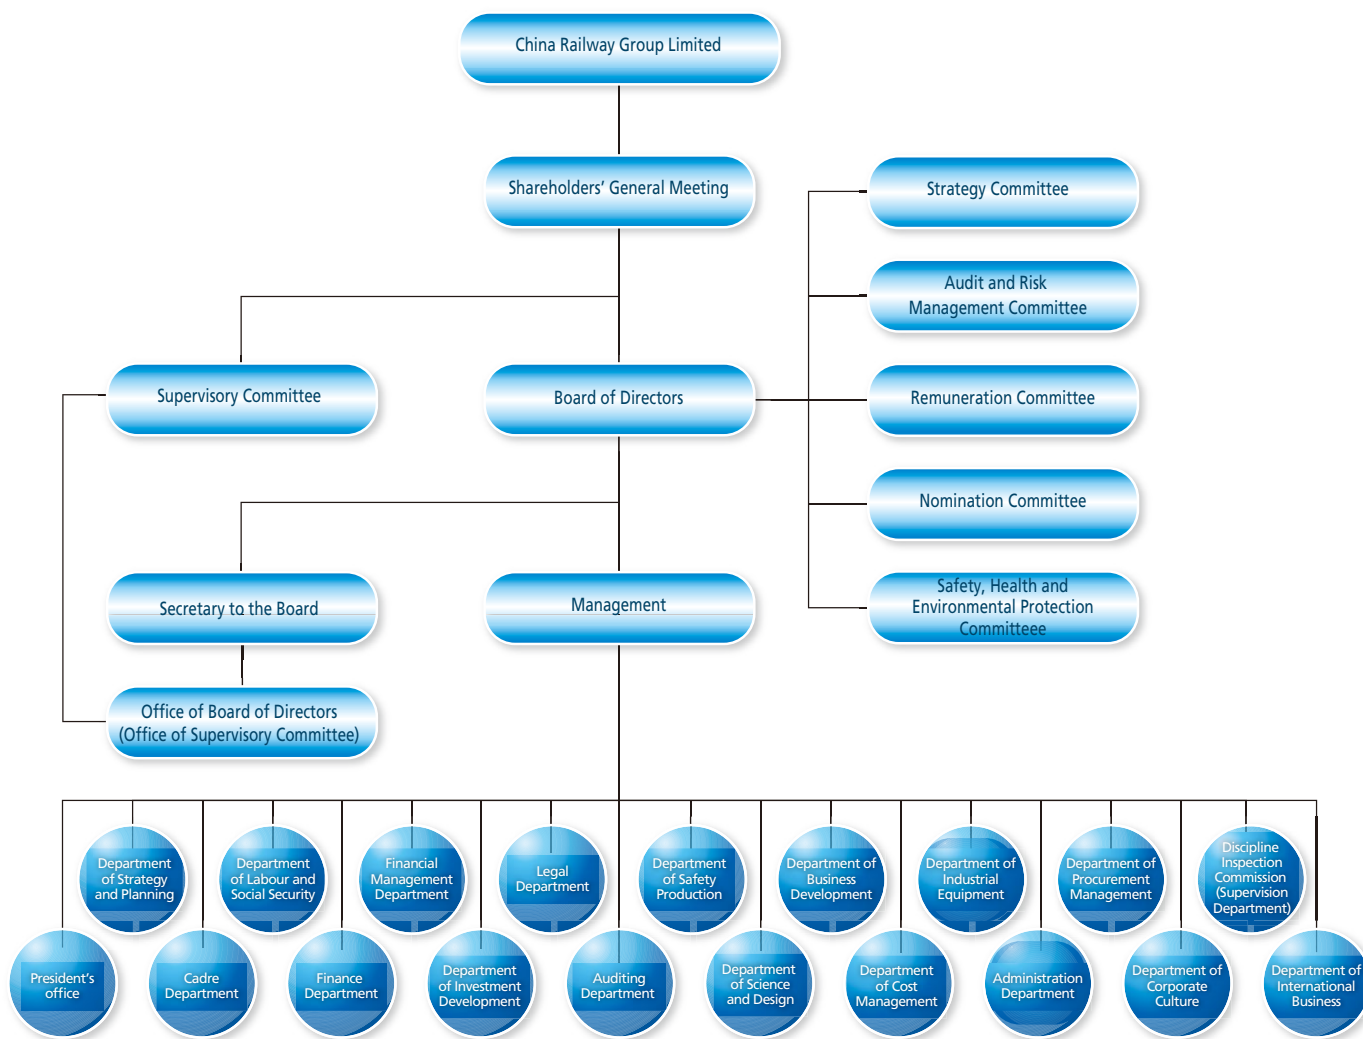 China Railway Group Limited
Shareholders' General Meeting
Strategy Committee
Audit and Risk
Management Committee
Supervisory Committee
Board of Directors
Remuneration Committee
Nomination Committee
Secretary to the Board
Management
Safety, Health and
Environmental Protection
Committeee
Office of Board of Directors
(Office of Supervisory Committee)
Department
of Strategy
and Planning
Department
of Labour and
Social Security
Financial
Management
Department
Legal
Department
Department
of Safety
Production
Department of
Business
Development
Department of
Industrial
Equipment
Department of
Procurement
Management
Discipline
Inspection
Commission
(Supervision
Department)
President's
office
Cadre
Department
Finance
Department
Department
of Investment
Development
Auditing
Department
Department
of Science
and Design
Department
of Cost
Management
Administration
Department
Department of
Corporate
Culture
Department of
International
Business